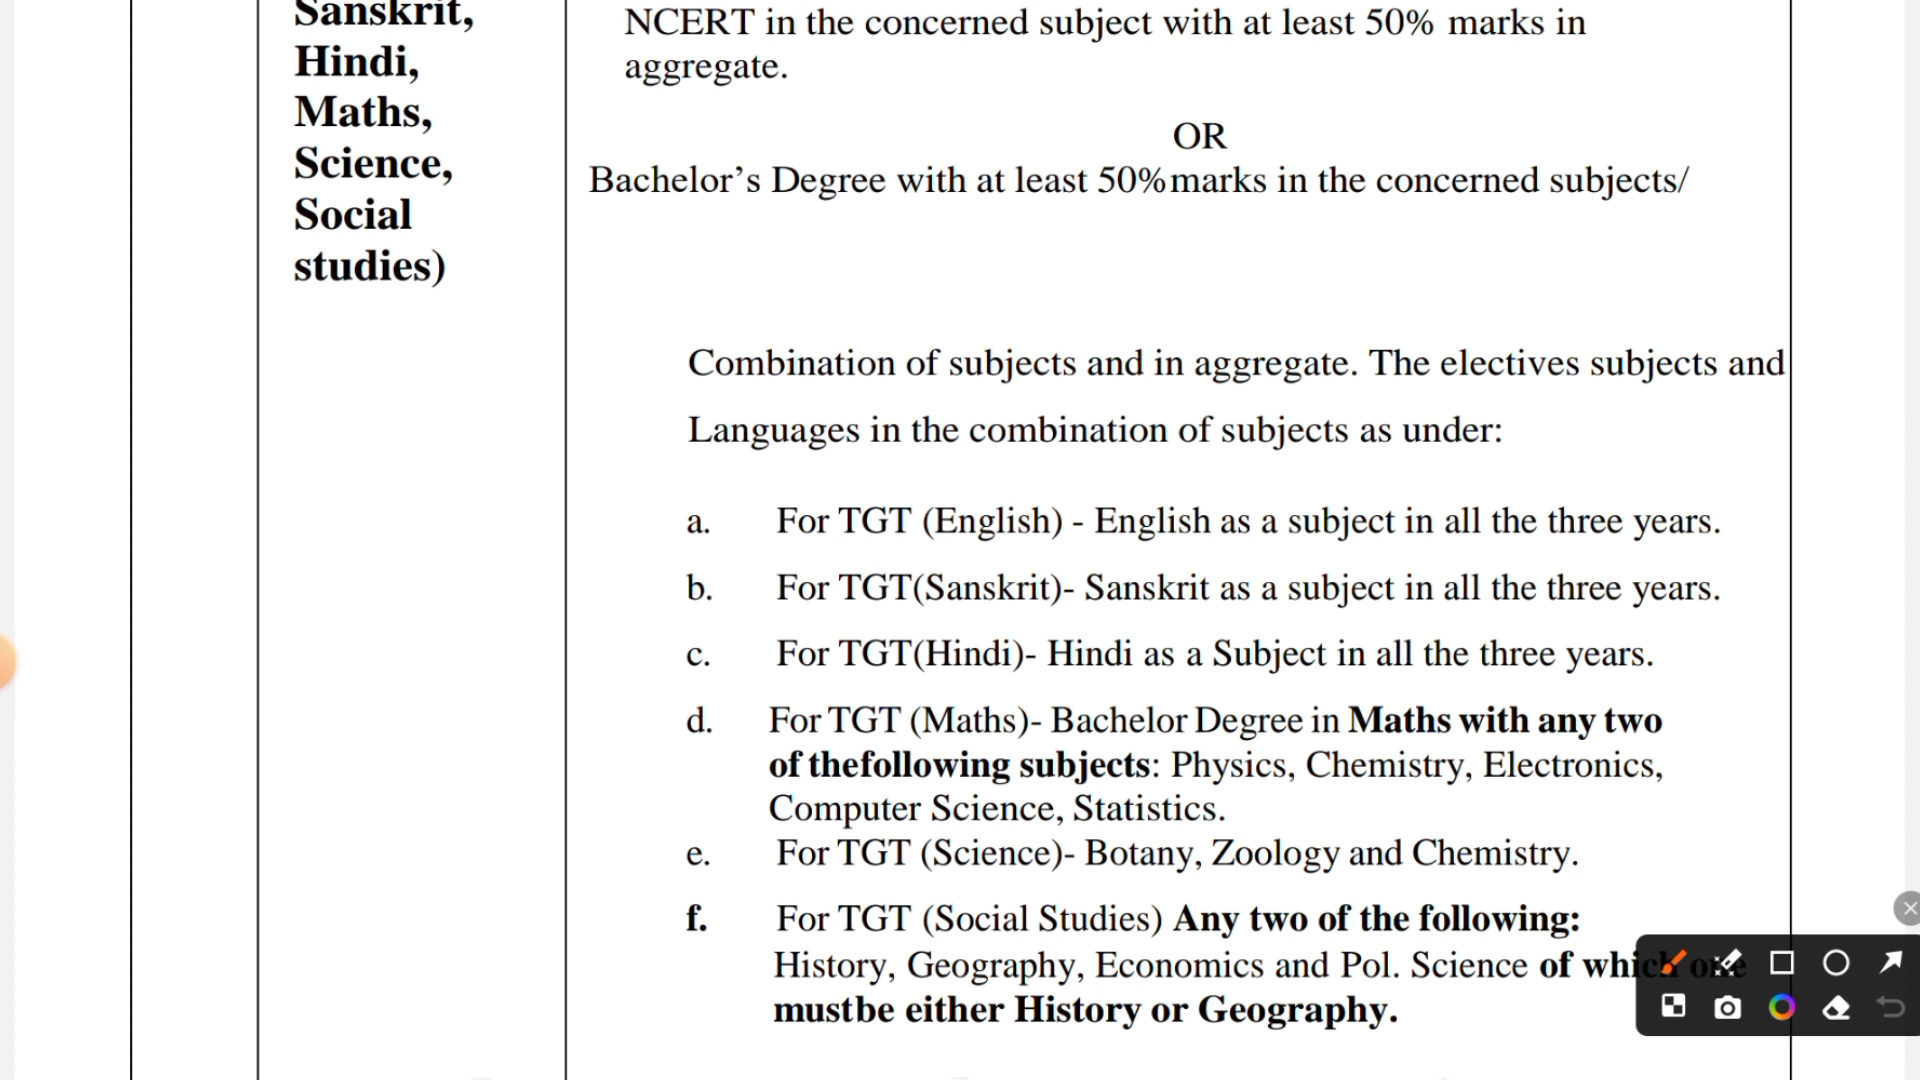 Sanskrit,
Hindi,
Maths,
Science,
Social
studies)
NCERT in the concerned subject with at least 50% marks in
aggregate.
OR
Bachelor’s Degree with at least 50%marks in the concerned subjects/
Combination of subjects and in aggregate. The electives subjects and
Languages in the combination of subjects as under:
a. For TGT (English) - English as a subject in all the three years.
b. For TGT(Sanskrit)- Sanskrit as a subject in all the three years.
c. For TGT(Hindi)- Hindi as a Subject in all the three years.
d. For TGT (Maths)- Bachelor Degree in Maths with any two
of thefollowing subjects: Physics, Chemistry, Electronics,
Computer Science, Statistics.
e. For TGT (Science)- Botany, Zoology and Chemistry.
f. For TGT (Social Studies) Any two of the following:
History, Geography, Economics and Pol. Science of which one
mustbe either History or Geography.